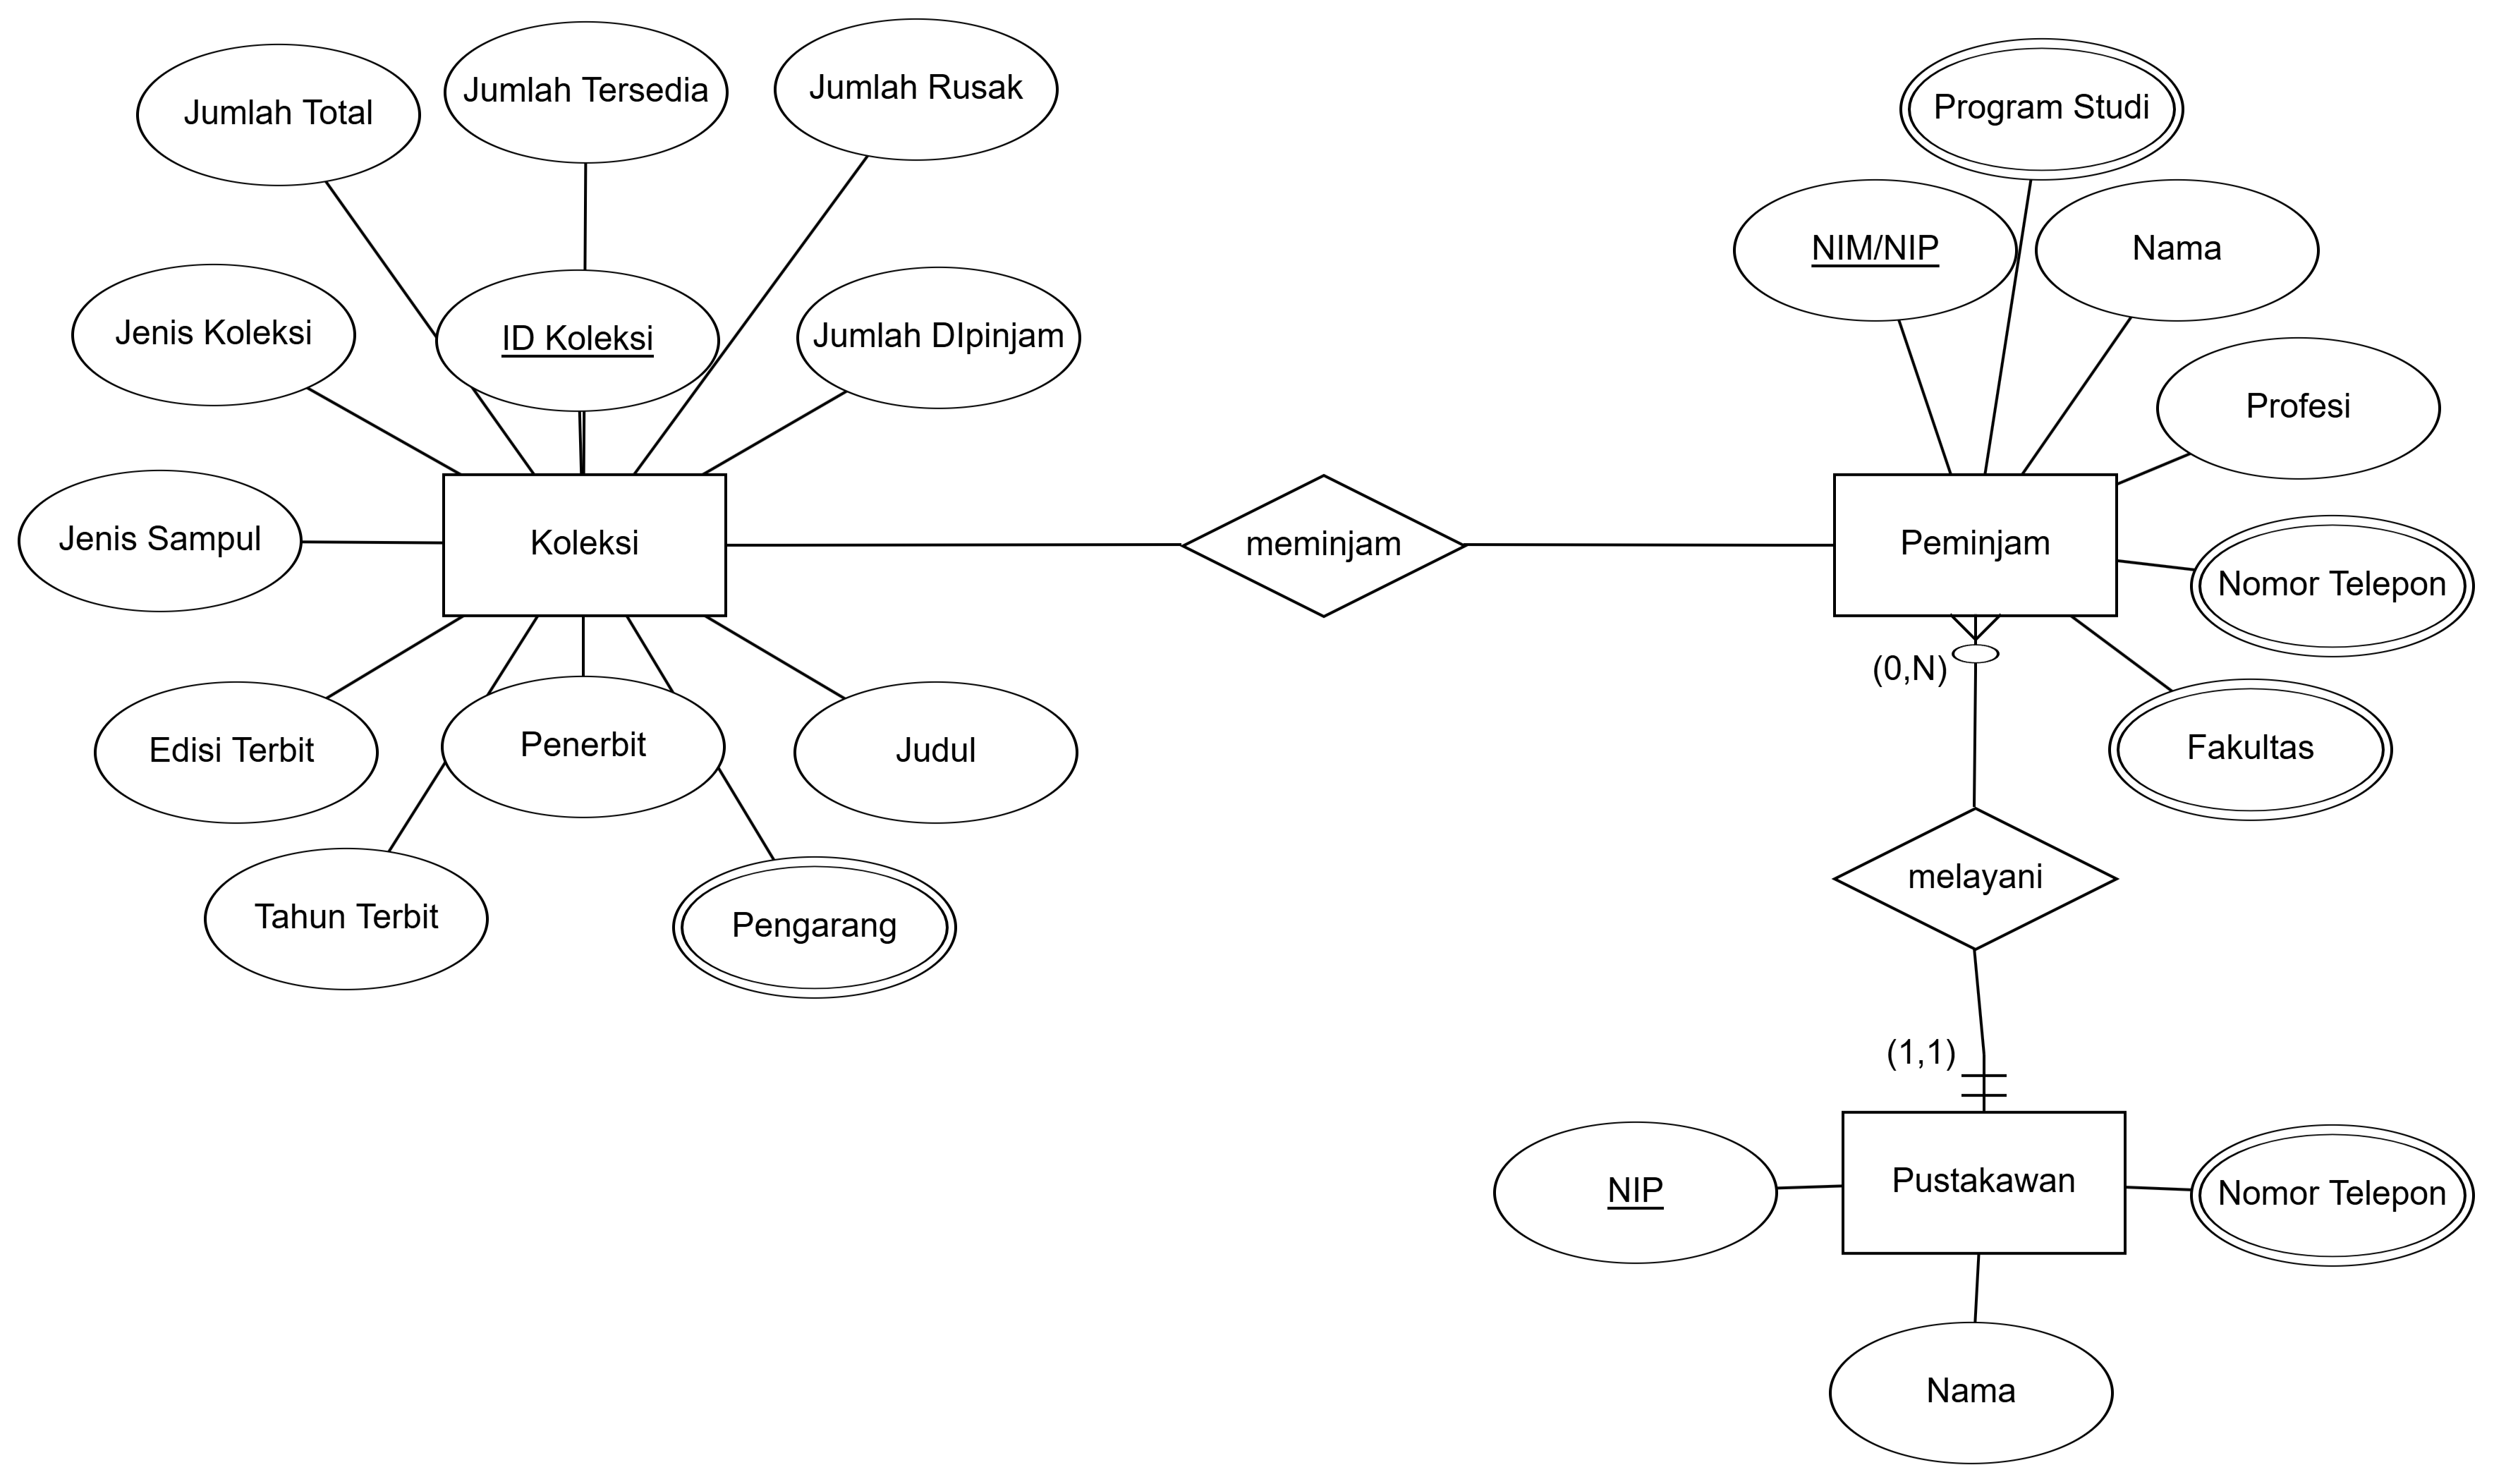 Jumlah Total
Jumlah Tersedia
Jumlah Rusak
Program Studi
NIM/NIP
Nama
Jenis Koleksi
ID Koleksi
Jumlah DIpinjam
Profesi
Jenis Sampul
Koleksi
meminjam
Peminjam
Nomor Telepon
(0,N)
Edisi Terbit
Penerbit
Judul
Fakultas
Tahun Terbit
Pengarang
melayani
(1,1)
NIP
Pustakawan
Nomor Telepon
Nama